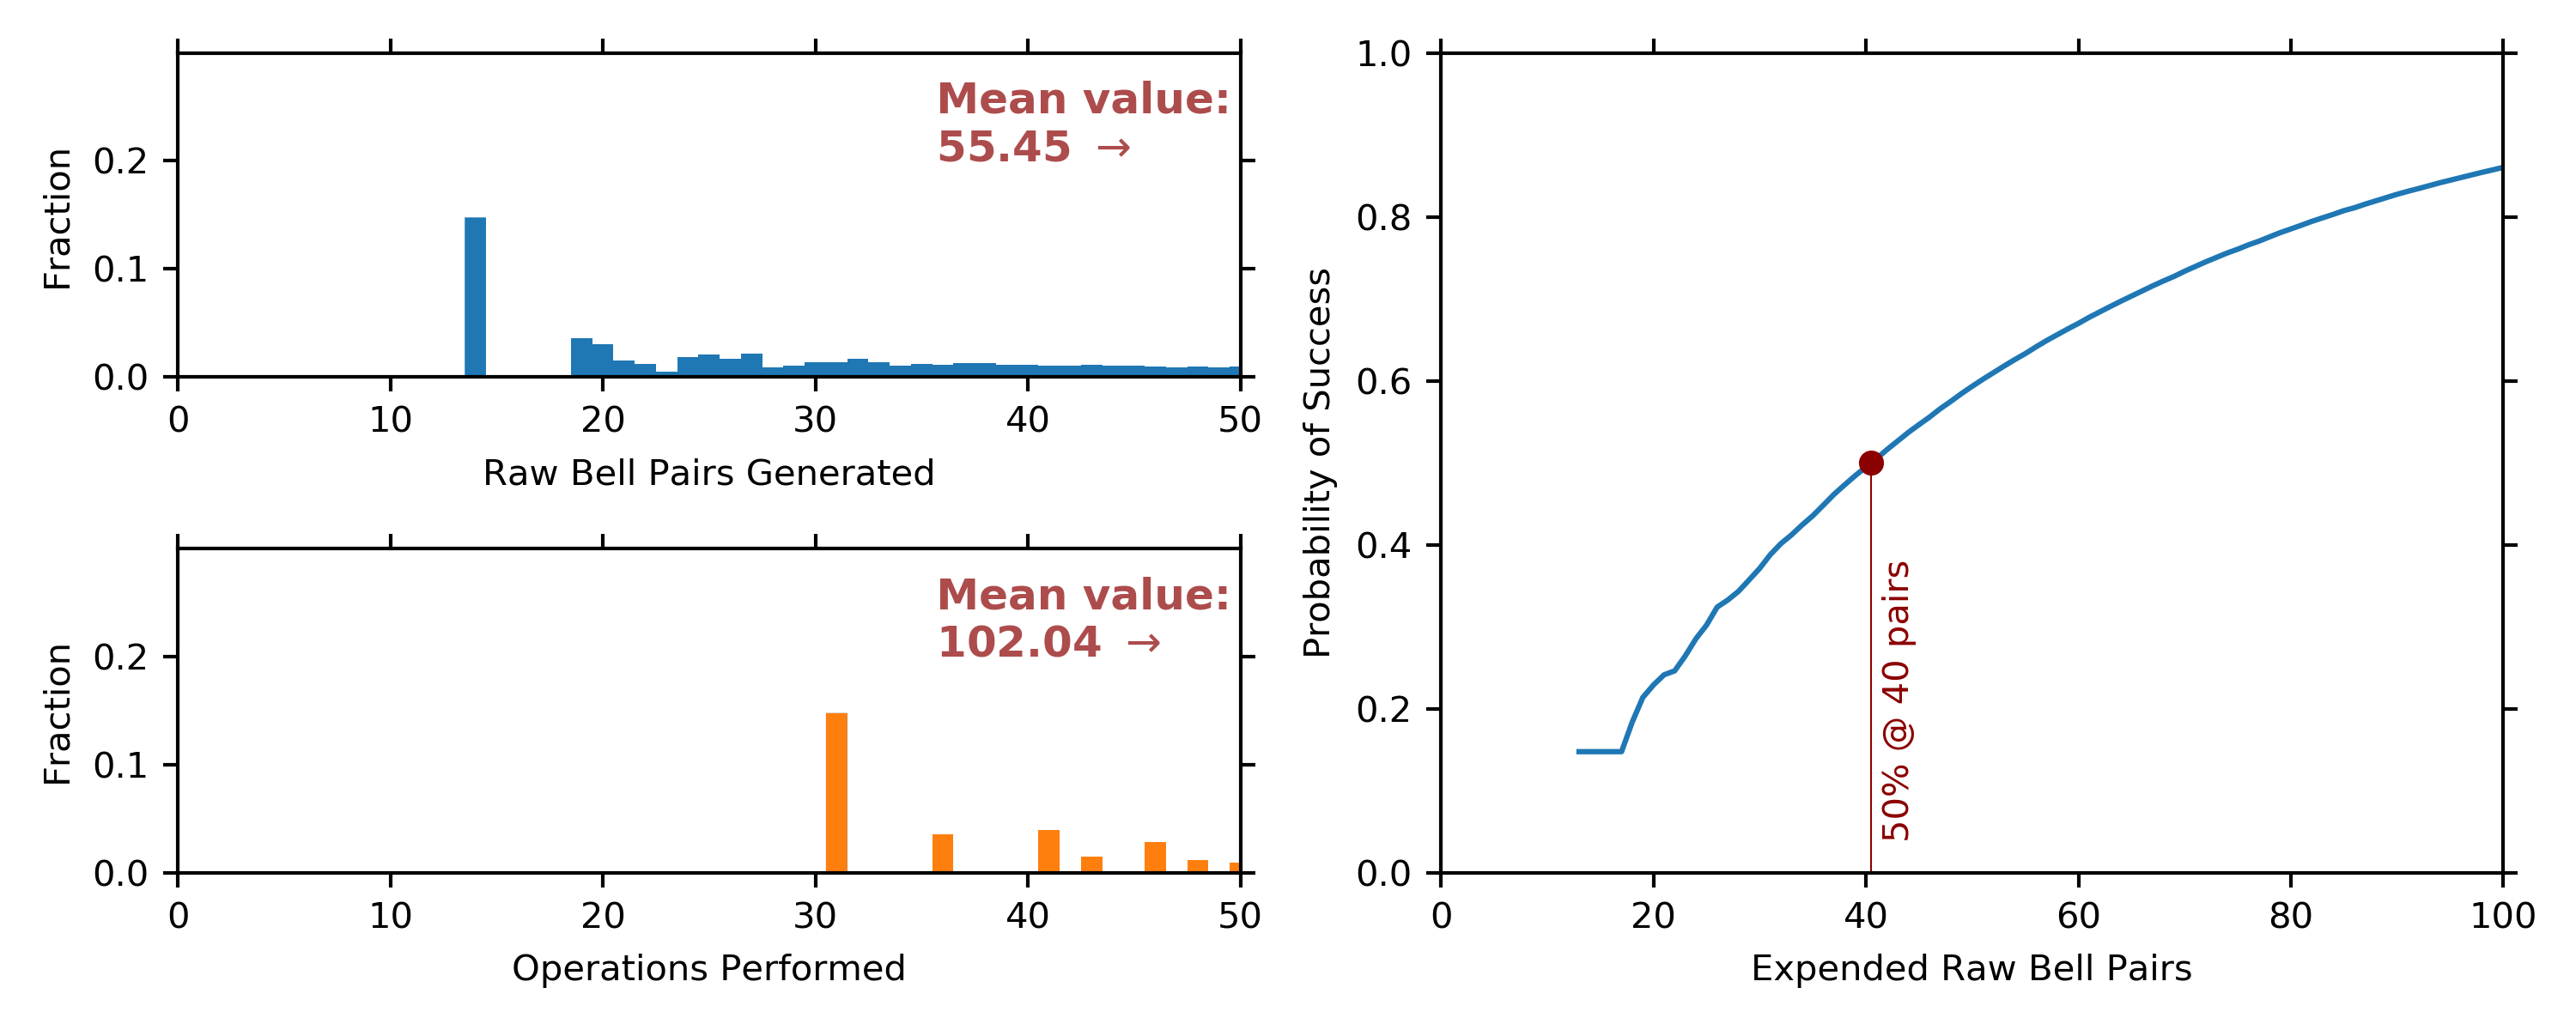 Mean value:
55.45 →
Fraction
0.2
0.1
0.0
0 10 20 30 40 50
Raw Bell Pairs Generated
Mean value:
102.04 →
Fraction
0.2
0.1
0.0
0 10 20 30 40 50
Operations Performed
1.0
0.8
0.6
0.4
0.2
0.0
Probability of Success
50% @ 40 pairs
0 20 40 60 80 100
Expended Raw Bell Pairs